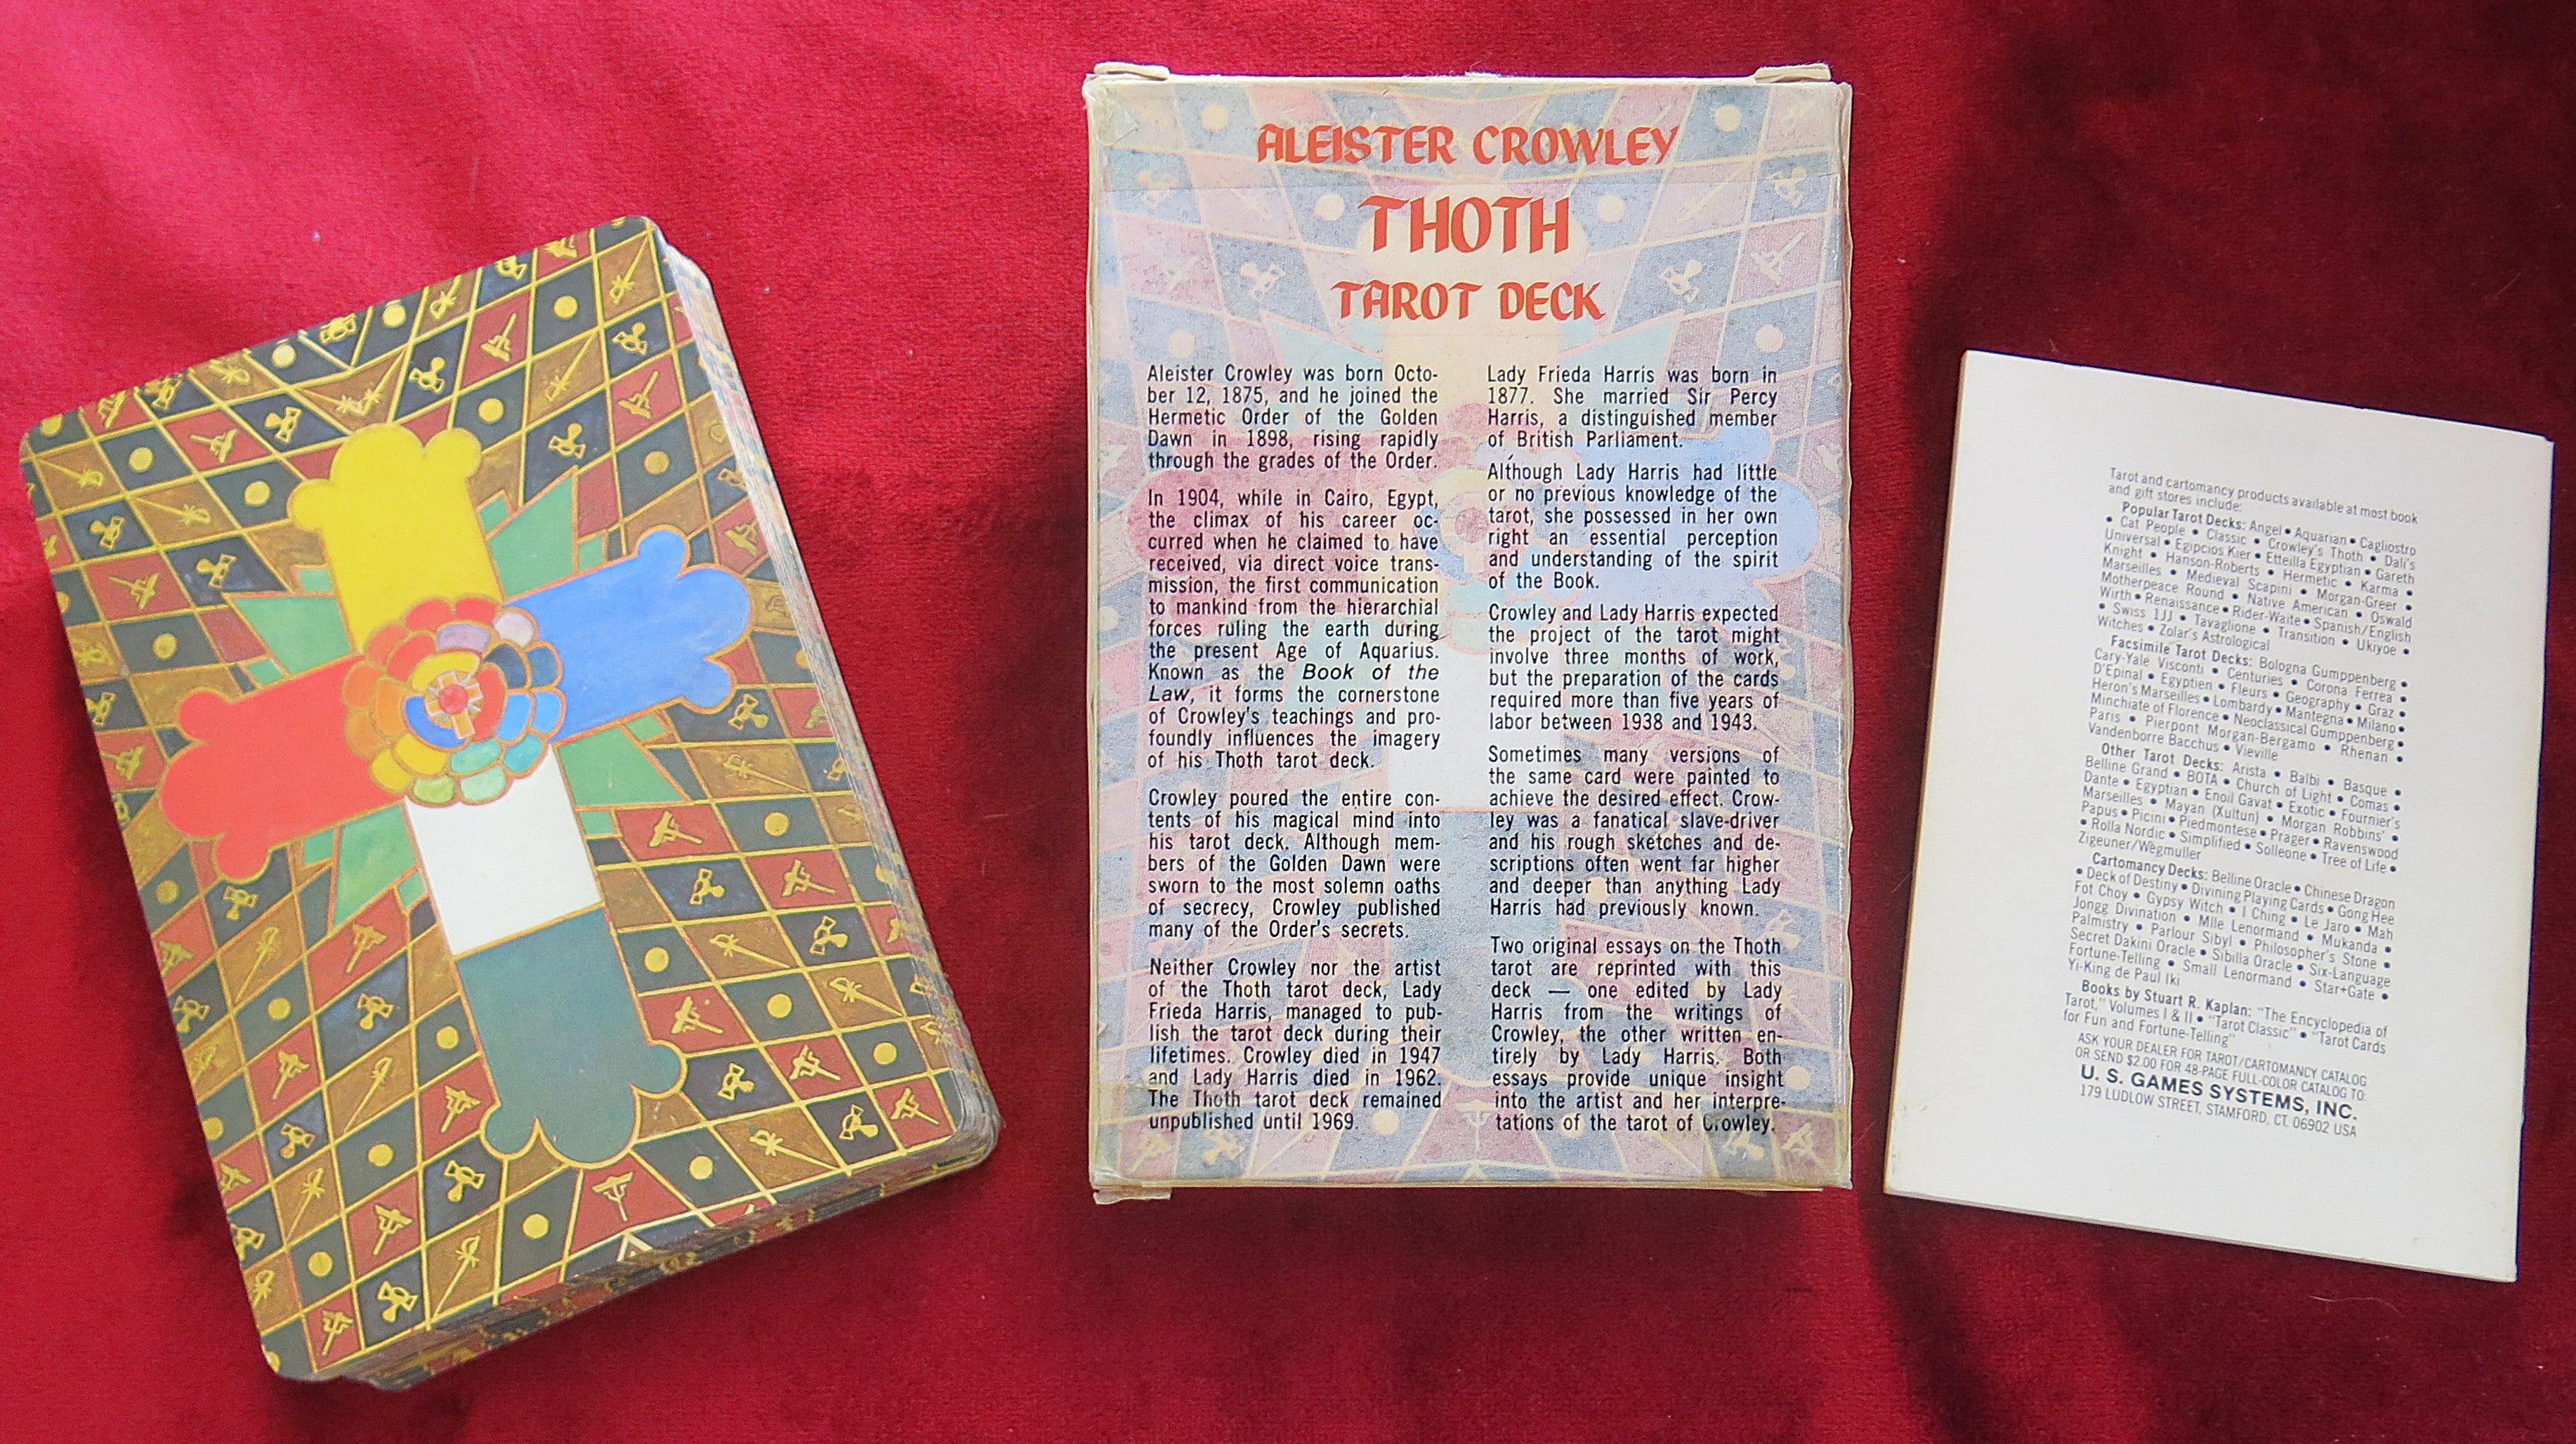 ALEISTER CROWLEY
THOTH
TAROT DECK
Aleister Crowley was born Octo-
ber 12, 1875, and he joined the
Hermetic Order of the Golden
Dawn in 1898, rising rapidly
through the grades of the Order.
In 1904, while in Cairo, Egypt,
the climax of his career oc-
curred when he claimed to have
received, via direct voice trans-
mission, the first communication
to mankind from the hierarchial
forces ruling the earth during
the present Age of Aquarius.
Known as the Book of the
Law, it forms the cornerstone
of Crowley's teachings and pro-
foundly influences the imagery
of his Thoth tarot deck.
Crowley poured the entire con-
tents of his magical mind into
his tarot deck. Although mem-
bers of the Golden Dawn were
sworn to the most solemn oaths
of secrecy, Crowley published
many of the Order's secrets.
Neither Crowley nor the artist
of the Thoth tarot deck, Lady
Frieda Harris, managed to pub-
lish the tarot deck during their
lifetimes. Crowley died in 1947
and Lady Harris died in 1962.
The Thoth tarot deck remained
unpublished until 1969.
Lady Frieda Harris was born in
1877. She married Sir Percy
Harris, a distinguished member
of British Parliament.
Although Lady Harris had little
or no previous knowledge of the
tarot, she possessed in her own
right an essential perception
and understanding of the spirit
of the Book.
Crowley and Lady Harris expected
the project of the tarot might
involve three months of work,
but the preparation of the cards
required more than five years of
labor between 1938 and 1943.
Sometimes many versions of
the same card were painted to
achieve the desired effect. Crow-
ley was a fanatical slave-driver
and his rough sketches and de-
scriptions often went far higher
and deeper than anything Lady
Harris had previously known.
Two original essays on the Thoth
tarot are reprinted with this
deck — one edited by Lady
Harris from the writings of
Crowley, the other written en-
tirely by Lady Harris. Both
essays provide unique insight
into the artist and her interpre-
tations of the tarot of Crowley.
Tarot and cartomancy products available at most book
and gift stores include:
Popular Tarot Decks: Angel • Aquarian • Cagliostro
• Cat People • Classic • Crowley's Thoth • Dali's
Universal • Egipcios Kier • Etteilla Egyptian • Gareth
Knight • Hanson-Roberts • Hermetic • Karma •
Marseilles • Medieval Scapini • Morgan-Greer •
Motherpeace Round • Native American • Oswald
Wirth • Renaissance • Rider-Waite • Spanish/English
• Swiss 1JJ • Tavaglione • Transition • Ukiyoe •
Witches • Zolar's Astrological
Facsimile Tarot Decks: Bologna Gumppenberg •
Cary-Yale Visconti • Centuries • Corona Ferrea •
D'Epinal • Egyptien • Fleurs • Geography • Graz •
Heron's Marseilles • Lombardy • Mantegna • Milano •
Minchiate of Florence • Neoclassical Gumppenberg •
Paris • Pierpont Morgan-Bergamo • Rhenan •
Vandenborre Bacchus • Vieville
Other Tarot Decks: Arista • Balbi • Basque •
Belline Grand • BOTA • Church of Light • Comas •
Dante • Egyptian • Enoil Gavat • Exotic • Fournier's
Marseilles • Mayan (Xultun) • Morgan Robbins' •
Papus • Picini • Piedmontese • Prager • Ravenswood
• Rolla Nordic • Simplified • Solleone • Tree of Life •
Zigeuner/Wegmuller
Cartomancy Decks: Belline Oracle • Chinese Dragon
• Deck of Destiny • Divining Playing Cards • Gong Hee
Fot Choy • Gypsy Witch • I Ching • Le Jaro • Mah
Jongg Divination • Mlle Lenormand • Mukanda •
Palmistry • Parlour Sibyl • Philosopher's Stone •
Secret Dakini Oracle • Sibilia Oracle • Six-Language
Fortune-Telling • Small Lenormand • Star+Gate •
Yi-King de Paul Iki
Books by Stuart R. Kaplan: "The Encyclopedia of
Tarot," Volumes I & II • "Tarot Classic" • "Tarot Cards
for Fun and Fortune-Telling"
ASK YOUR DEALER FOR TAROT/CARTOMANCY CATALOG
OR SEND $2.00 FOR 48-PAGE FULL-COLOR CATALOG TO:
U. S. GAMES SYSTEMS, INC.
179 LUDLOW STREET, STAMFORD, CT. 06902 USA